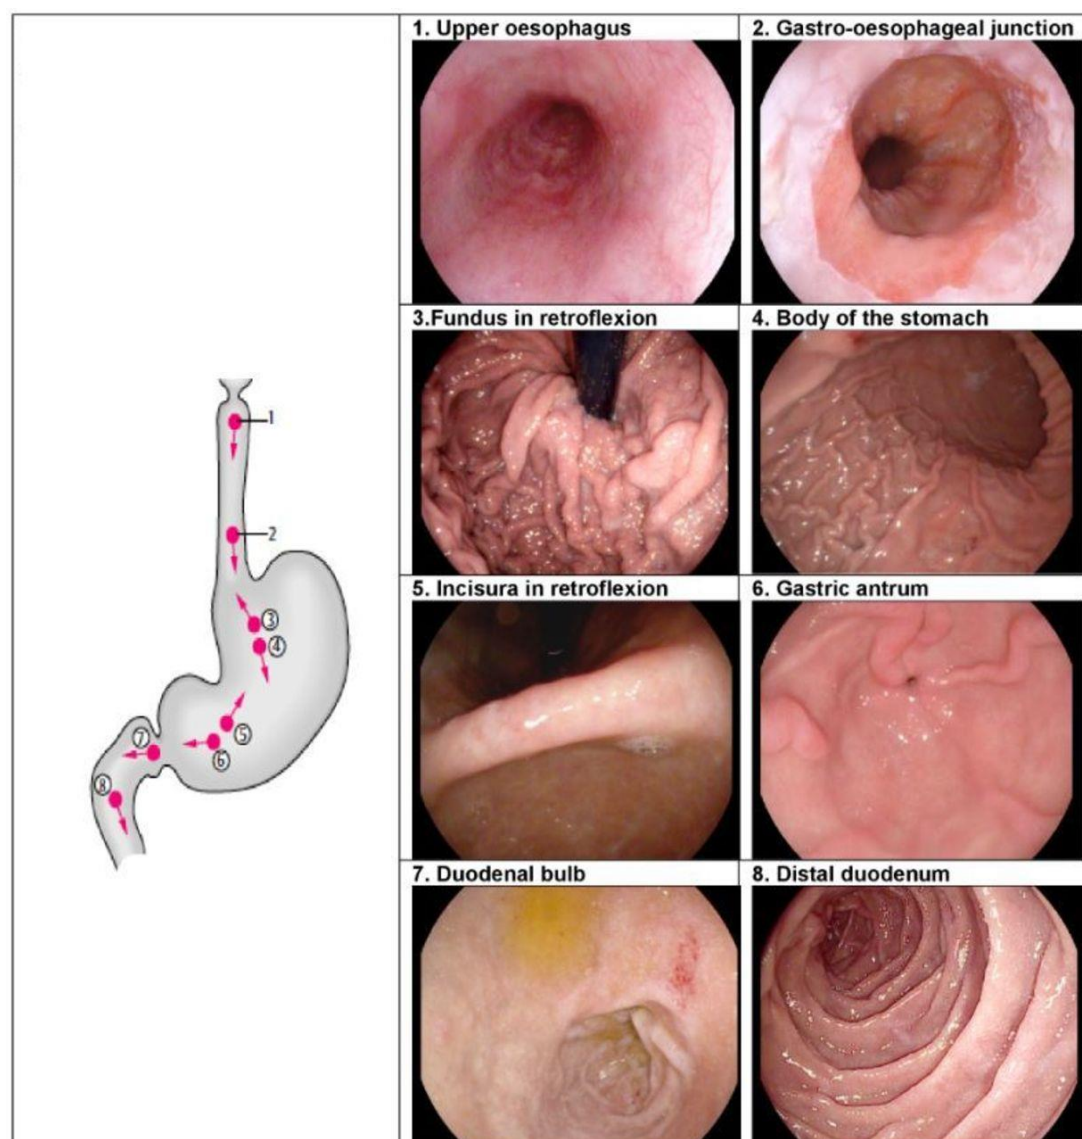 1. Upper oesophagus
2. Gastro-oesophageal junction
3.Fundus in retroflexion
4. Body of the stomach
5. Incisura in retroflexion
6. Gastric antrum
7. Duodenal bulb
8. Distal duodenum
1
2
3
4
5
6
7
8